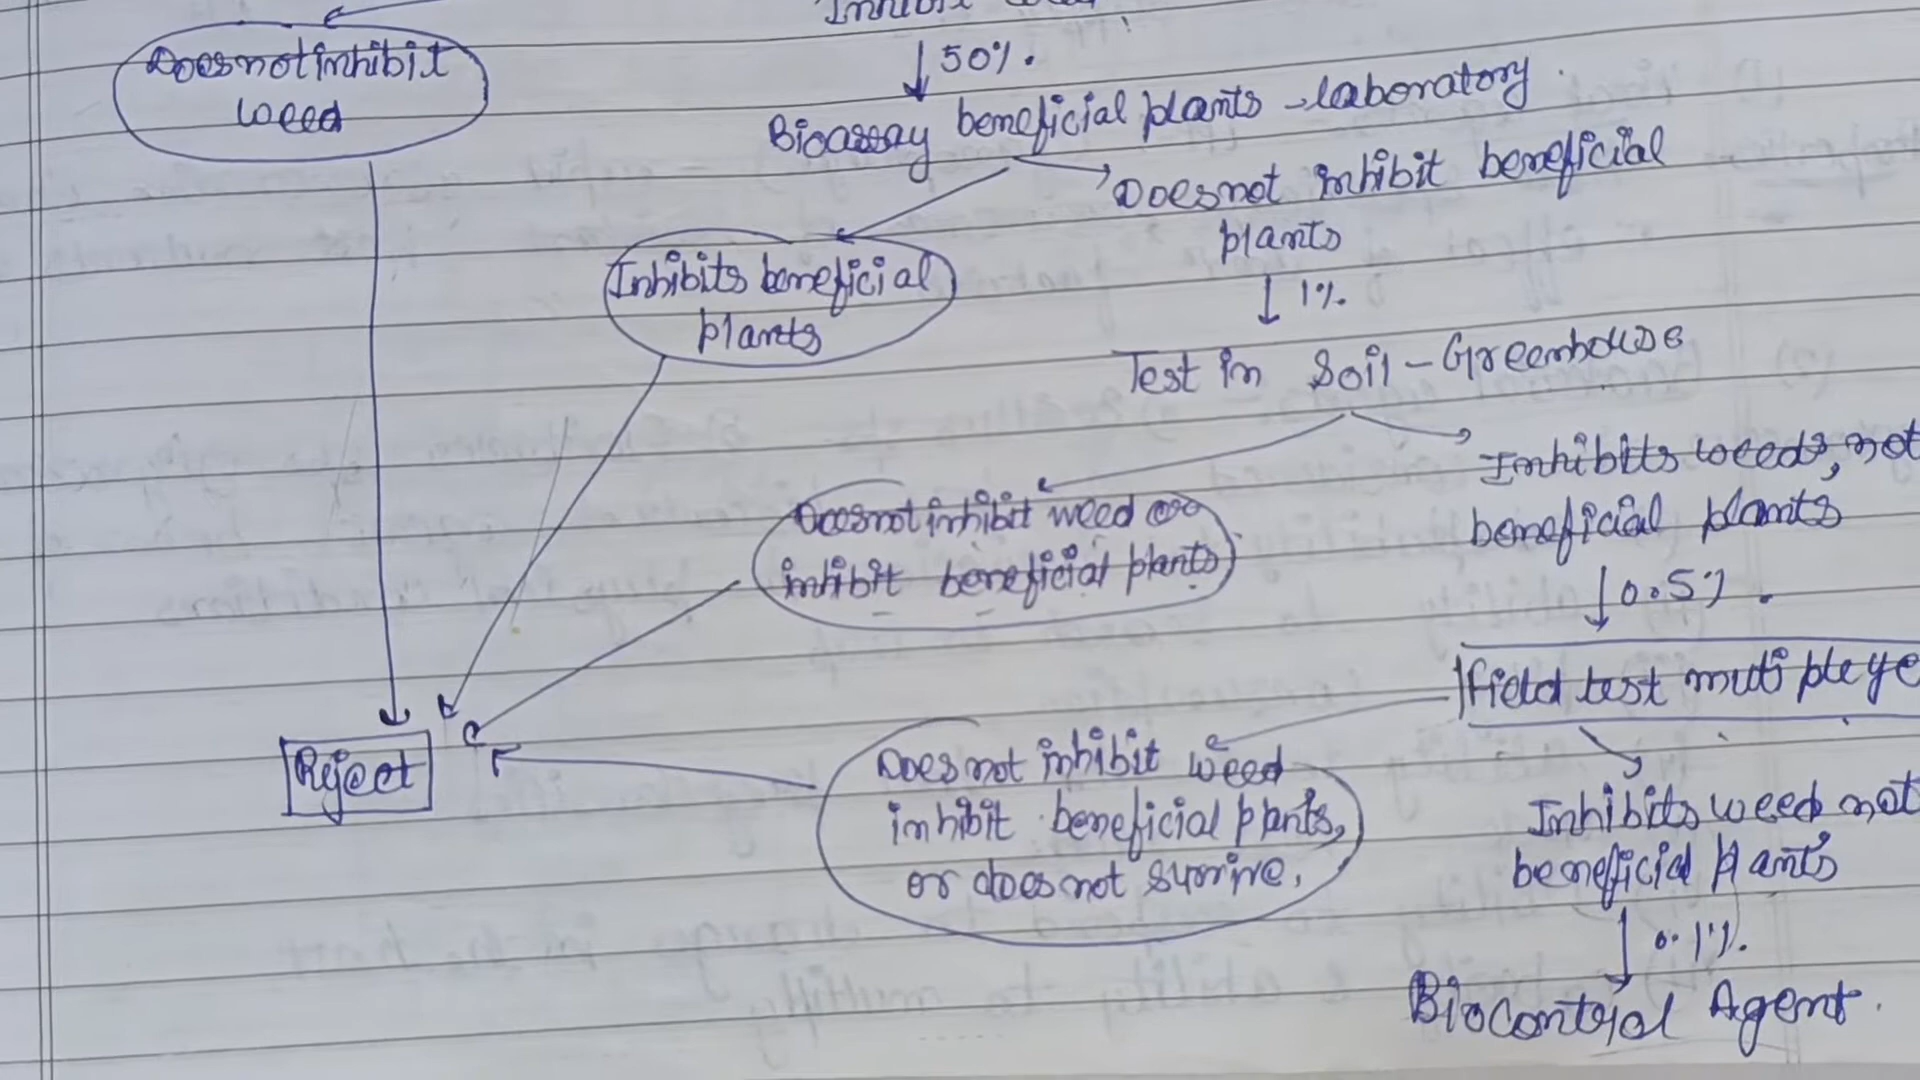 Does not inhibit
weed
Inhibit
50%.
Bioassay beneficial plants - laboratory
Does not inhibit beneficial
plants
Inhibits beneficial
plants
1%.
Test in Soil - Greenhouse
Inhibits weeds, not
beneficial plants
Does not inhibit weed or
inhibit beneficial plants
0.5%.
field test mutiple ye
Reject
Does not inhibit weed
inhibit beneficial plants,
or does not survive.
Inhibits weed not
beneficial plants
0.1%.
Biocontrol Agent.